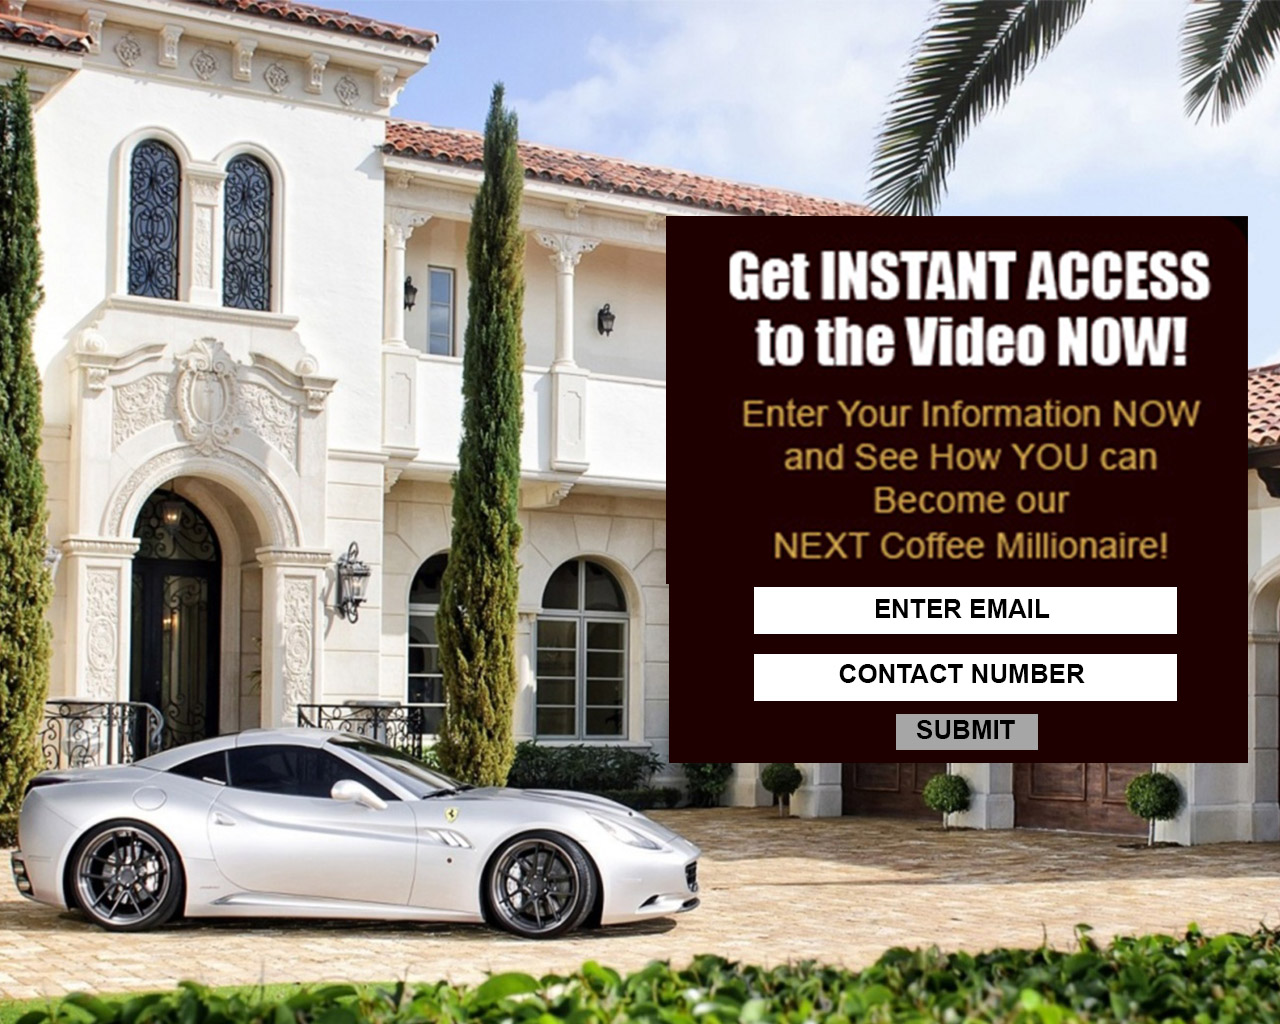 Get INSTANT ACCESS
to the Video NOW!
Enter Your Information NOW
and See How YOU can
Become our
NEXT Coffee Millionaire!
ENTER EMAIL
CONTACT NUMBER
SUBMIT